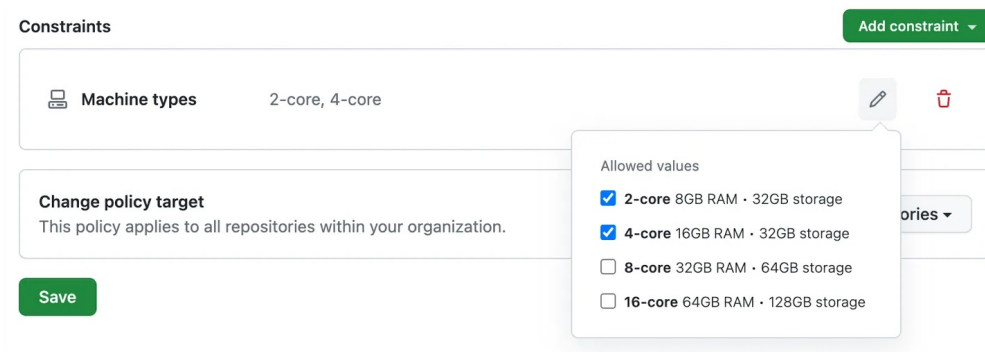 Constraints
Add constraint
Machine types
2-core, 4-core
Allowed values
2-core 8GB RAM • 32GB storage
4-core 16GB RAM • 32GB storage
8-core 32GB RAM • 64GB storage
16-core 64GB RAM • 128GB storage
Change policy target
This policy applies to all repositories within your organization.
ories
Save